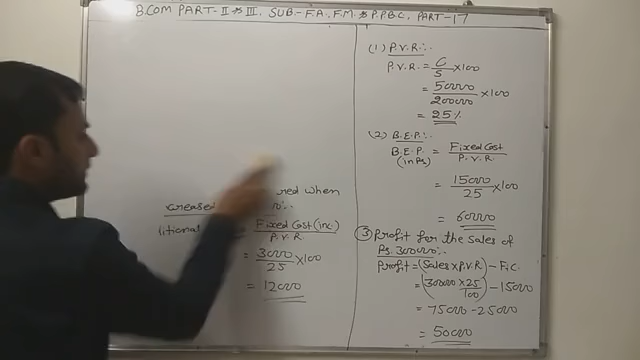 B.COM PART-II & III. SUB-F.A. F.M. & P.P.B.C. PART-17
red when
creased
litional
= Fixed Cost (inc.)
P.V.R.
= 3000 ×100
25
= 12000
(1) P.V.R:-
P.V.R. = C ×100
S
= 50000 ×100
200000
= 25%
(2) B.E.P:-
B.E.P. = Fixed Cost
(in Rs) P.V.R.
= 15000 ×100
25
= 60000
(3) Profit for the Sales of
Rs. 300000:-
Profit = (Sales × P.V.R) - F.C.
= (300000 × 25 ) - 15000
100
= 75000 - 25000
= 50000